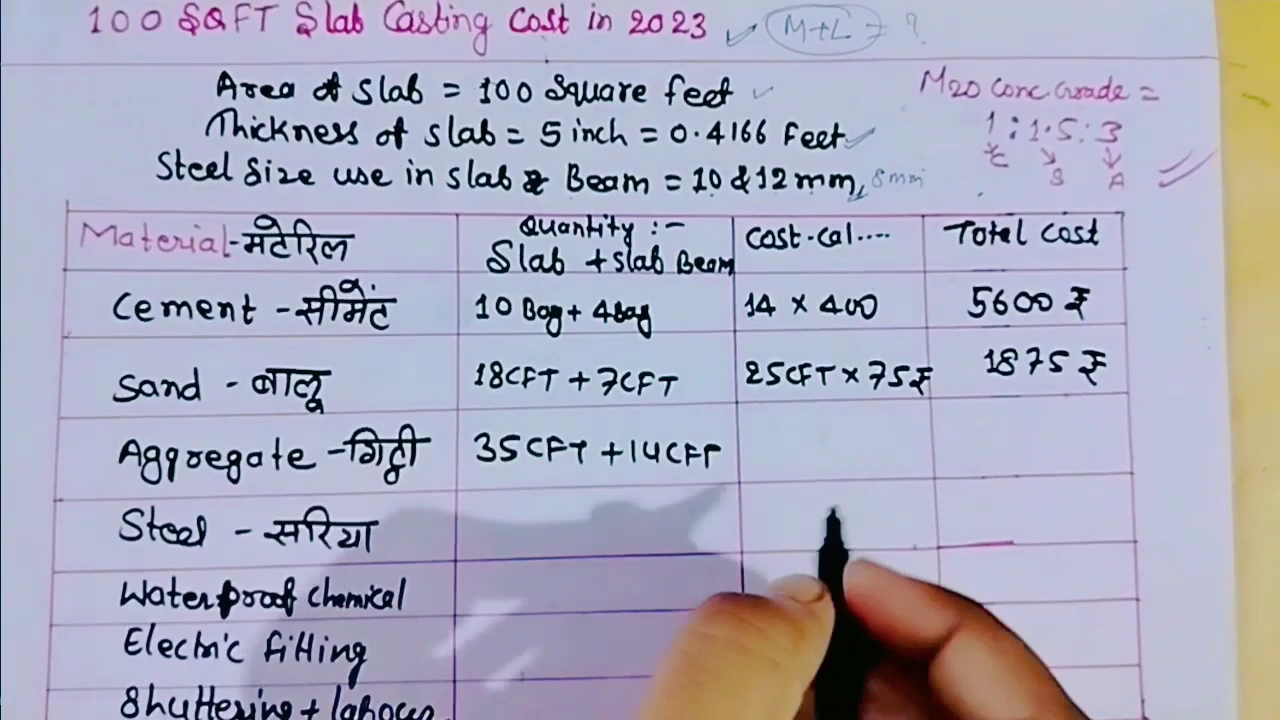 100 SQFT Slab Casting Cost in 2023 M+L = ?
Area of slab = 100 Square feet
Thickness of slab = 5 inch = 0.4166 Feet
Steel Size use in slab & Beam = 10 & 12 mm, 8mm
M20 Conc. Grade =
1 : 1.5 : 3
C S A
Material - मटेरिल Quantity :- Slab + Slab Beam Cost.cal.... Total Cost
Cement - सीमेंट 10 Bag + 4 Bag 14 × 400 5600 ₹
Sand - बालू 18CFT + 7CFT 25CFT × 75₹ 1875 ₹
Aggregate - गिट्टी 35CFT + 14CFT
Steel - सरिया
Waterproof chemical
Electric fitting
Shuttering + labour